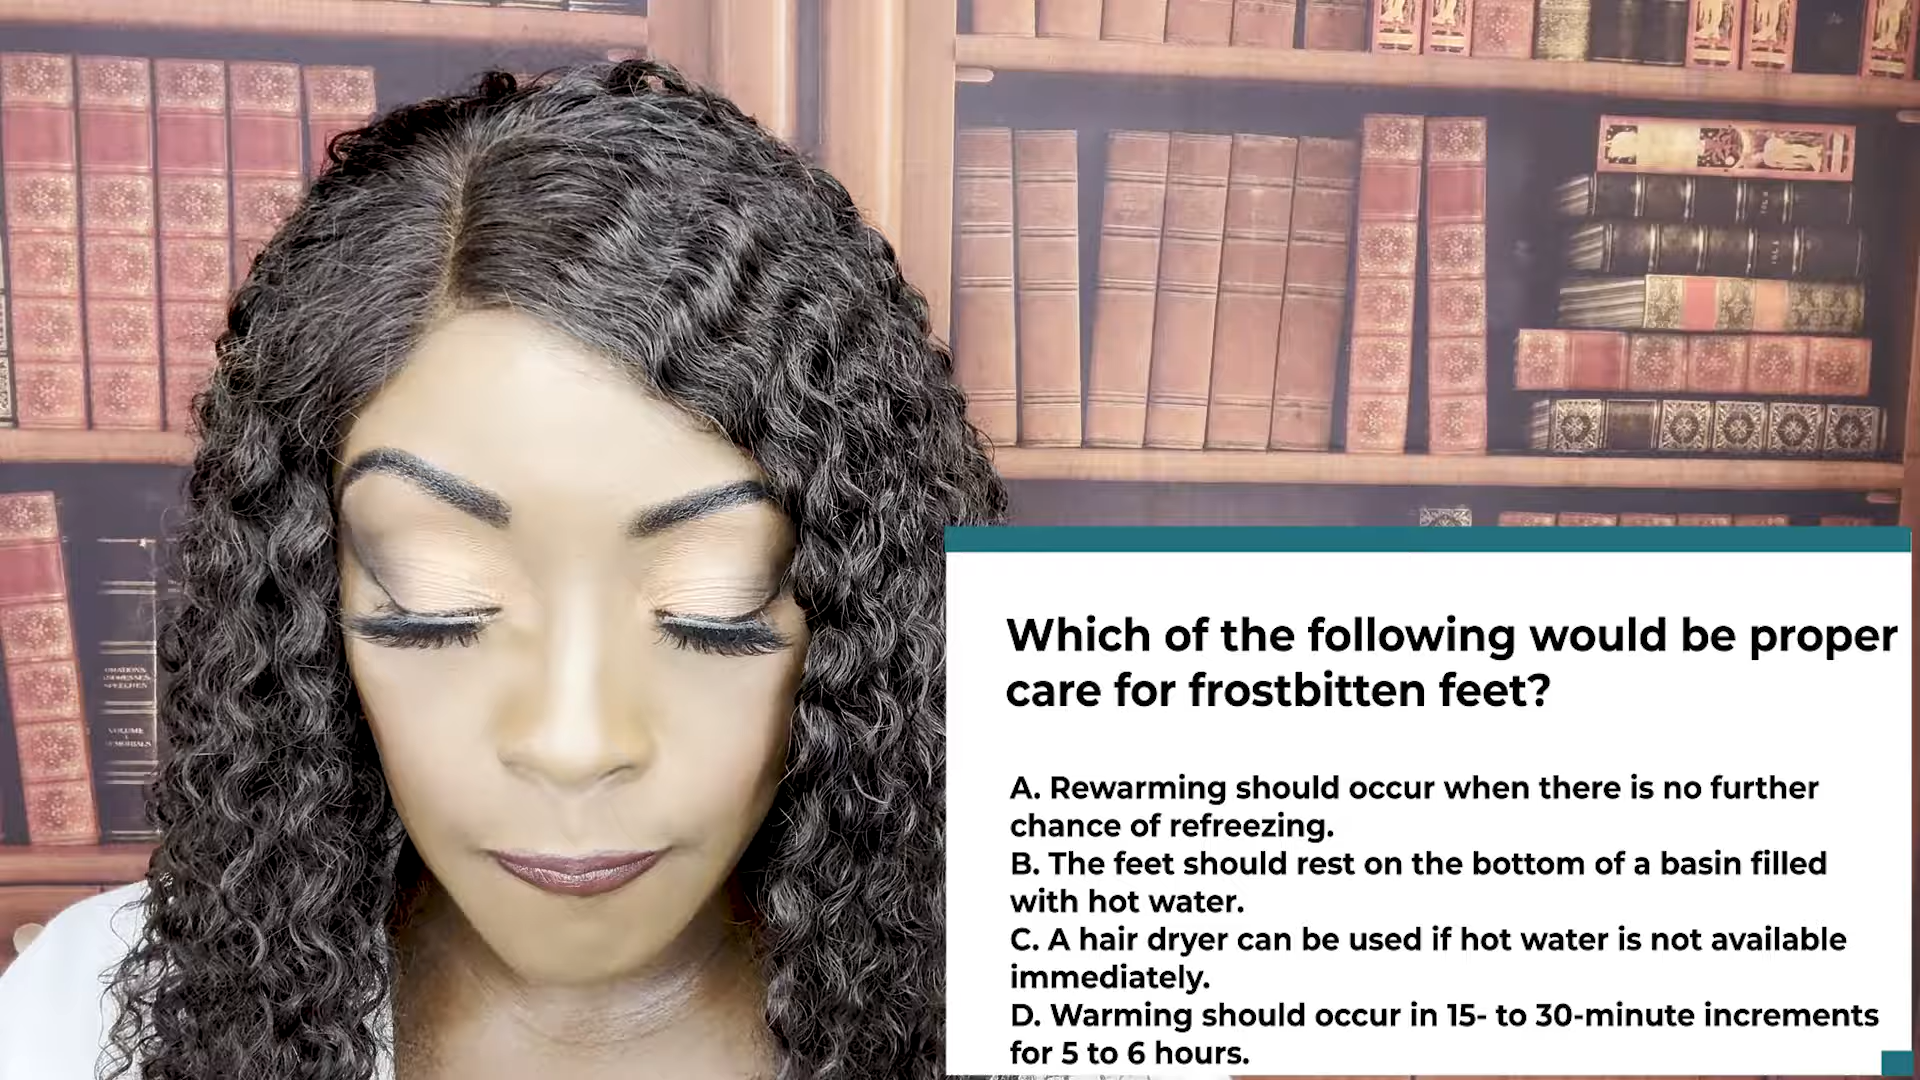 Which of the following would be proper
care for frostbitten feet?
A. Rewarming should occur when there is no further
chance of refreezing.
B. The feet should rest on the bottom of a basin filled
with hot water.
C. A hair dryer can be used if hot water is not available
immediately.
D. Warming should occur in 15- to 30-minute increments
for 5 to 6 hours.
VOLUME